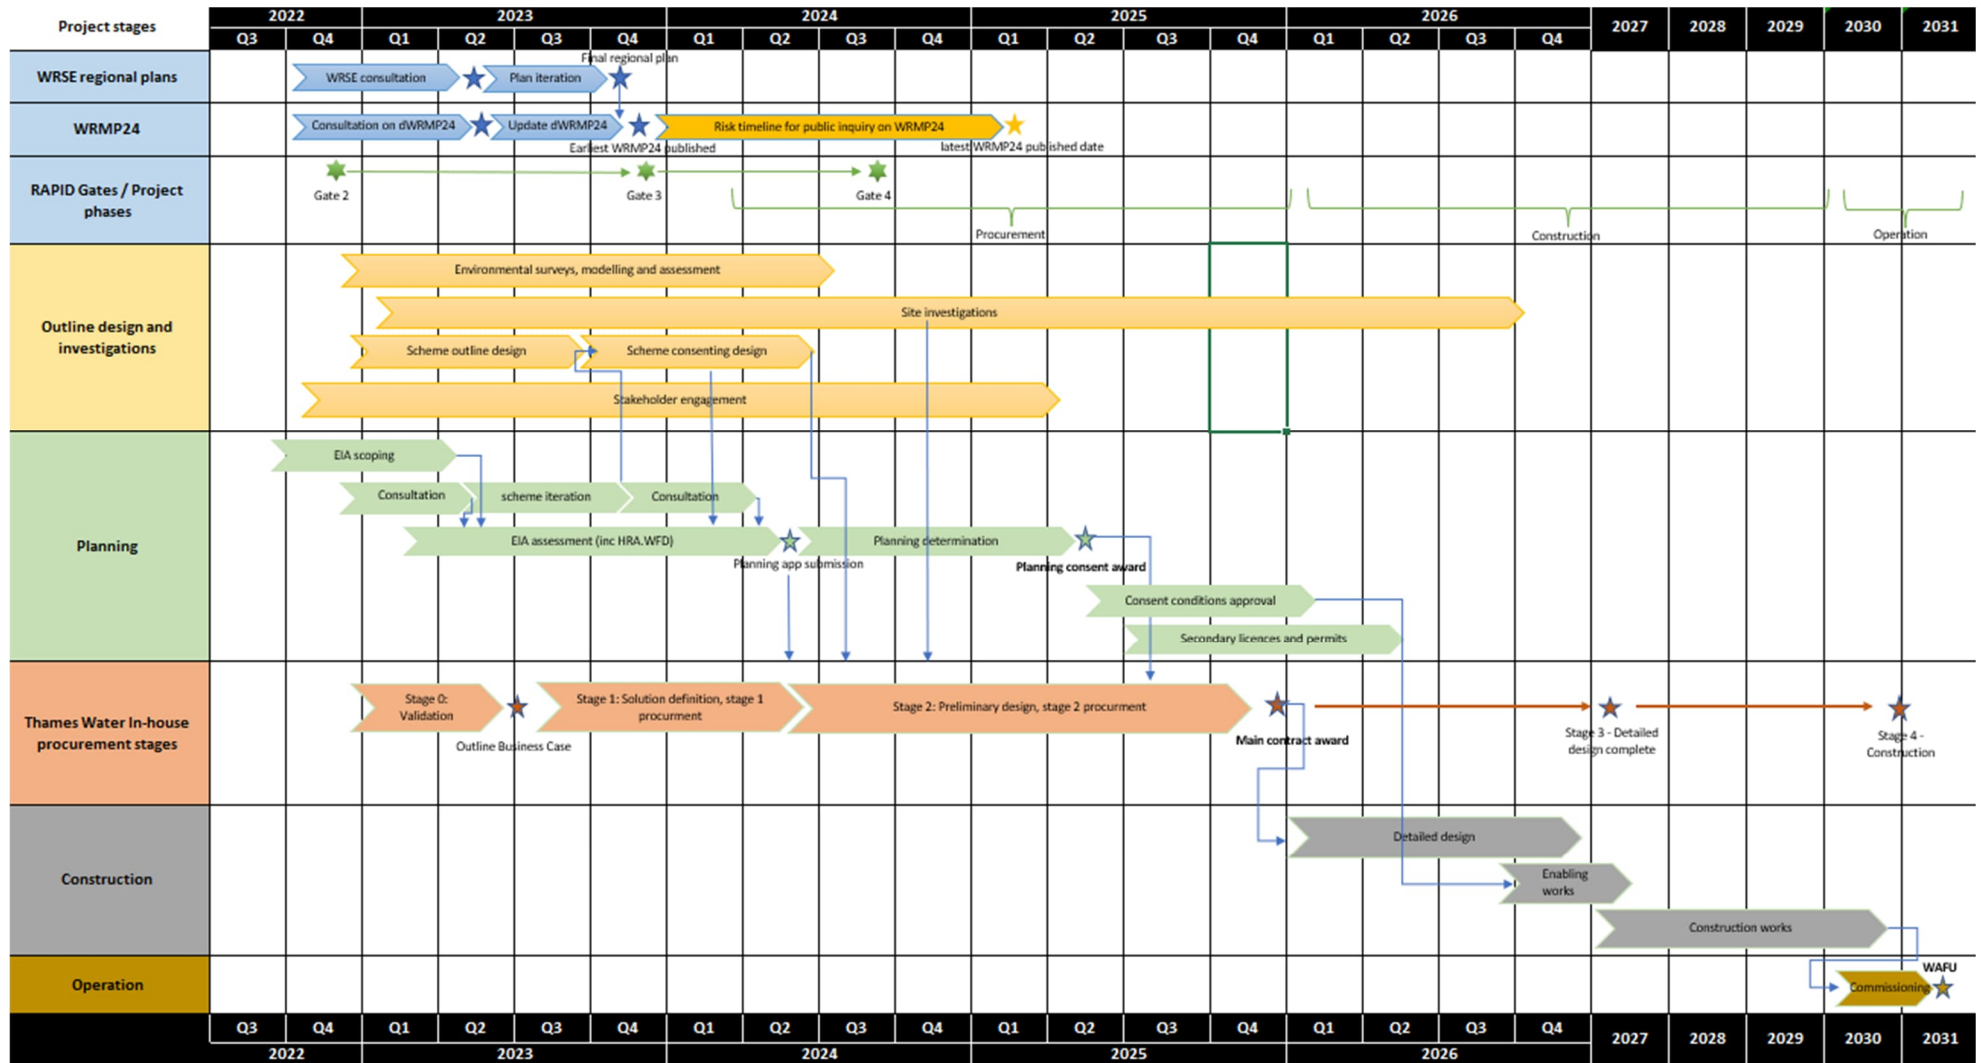 Project stages
2022 2023 2024 2025 2026 2027 2028 2029 2030 2031
Q3 Q4 Q1 Q2 Q3 Q4 Q1 Q2 Q3 Q4 Q1 Q2 Q3 Q4 Q1 Q2 Q3 Q4
WRSE regional plans
WRSE consultation
Plan iteration
Final regional plan
WRMP24
Consultation on dWRMP24
Update dWRMP24
Earliest WRMP24 published
Risk timeline for public inquiry on WRMP24
latest WRMP24 published date
RAPID Gates / Project
phases
Gate 2
Gate 3
Gate 4
Procurement
Construction
Operation
Outline design and
investigations
Environmental surveys, modelling and assessment
Site investigations
Scheme outline design
Scheme consenting design
Stakeholder engagement
Planning
EIA scoping
Consultation
scheme iteration
Consultation
EIA assessment (inc HRA.WFD)
Planning app submission
Planning determination
Planning consent award
Consent conditions approval
Secondary licences and permits
Thames Water In-house
procurement stages
Stage 0:
Validation
Outline Business Case
Stage 1: Solution definition, stage 1
procurment
Stage 2: Preliminary design, stage 2 procurment
Main contract award
Stage 3 - Detailed
design complete
Stage 4 -
Construction
Construction
Detailed design
Enabling
works
Construction works
Operation
Commissioning
WAFU
Q3 Q4 Q1 Q2 Q3 Q4 Q1 Q2 Q3 Q4 Q1 Q2 Q3 Q4 Q1 Q2 Q3 Q4
2022 2023 2024 2025 2026 2027 2028 2029 2030 2031